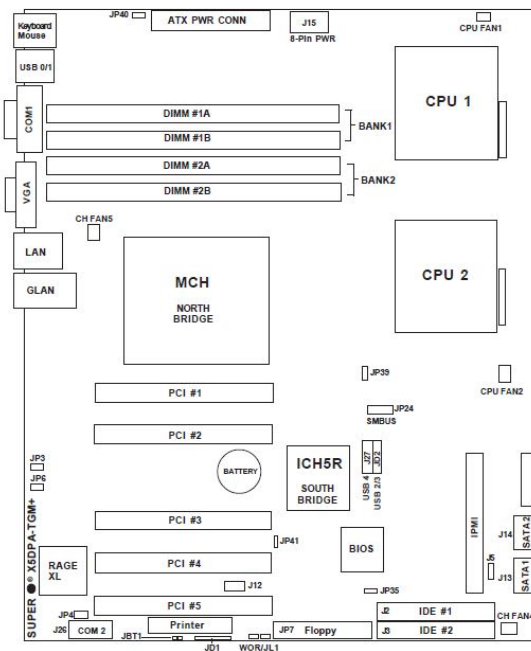 JP40
ATX PWR CONN
J15
8-PIn PWR
CPU FAN1
Keyboard
Mouse
USB 0/1
COM1
DIMM #1A
DIMM #1B
BANK1
DIMM #2A
DIMM #2B
BANK2
CPU 1
VGA
CH FAN5
LAN
GLAN
MCH
NORTH
BRIDGE
CPU 2
JP39
CPU FAN2
JP24
SMBUS
PCI #1
PCI #2
BATTERY
ICH5R
SOUTH
BRIDGE
J27
JD2
USB 4
USB 2/3
JP3
JP6
PCI #3
JP41
BIOS
IPMI
J14
SATA2
J5
J13
SATA1
SUPER ® X5DPA-TGM+
RAGE
XL
PCI #4
J12
JP35
PCI #5
JP4
J26
COM 2
JBT1
Printer
JD1
WOR/JL1
JP7 Floppy
J2 IDE #1
J3 IDE #2
CH FAN4